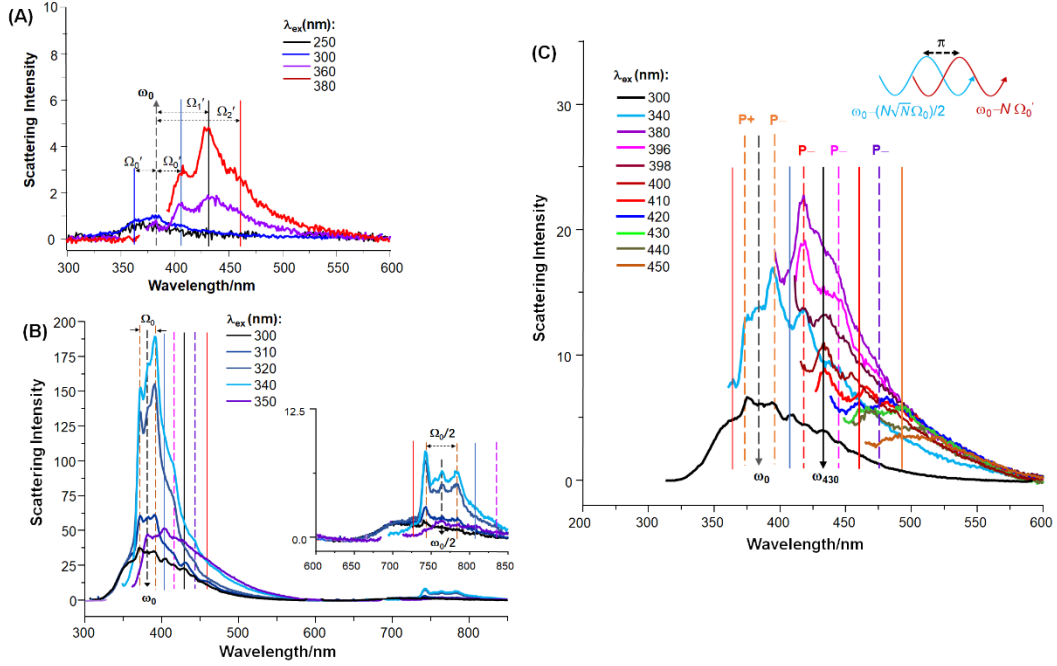 (A)
λex(nm):
250
300
360
380
10
8
6
4
2
0
Scattering Intensity
ω0
Ω1′
Ω2′
Ω0′
Ω0′
300 350 400 450 500 550 600
Wavelength/nm
(B)
λex(nm):
300
310
320
340
350
200
175
150
125
100
75
50
25
0
Scattering Intensity
Ω0
ω0
300 400 500 600 700 800
Wavelength/nm
12.5
0.0
Ω0/2
ω0/2
600 650 700 750 800 850
(C)
λex(nm):
300
340
380
396
398
400
410
420
430
440
450
π
ω0–(N√NΩ0)/2
ω0–N Ω0′
30
20
10
0
Scattering Intensity
P+
P–
P–
P–
P–
ω0
ω430
200 300 400 450 500 600
Wavelength/nm